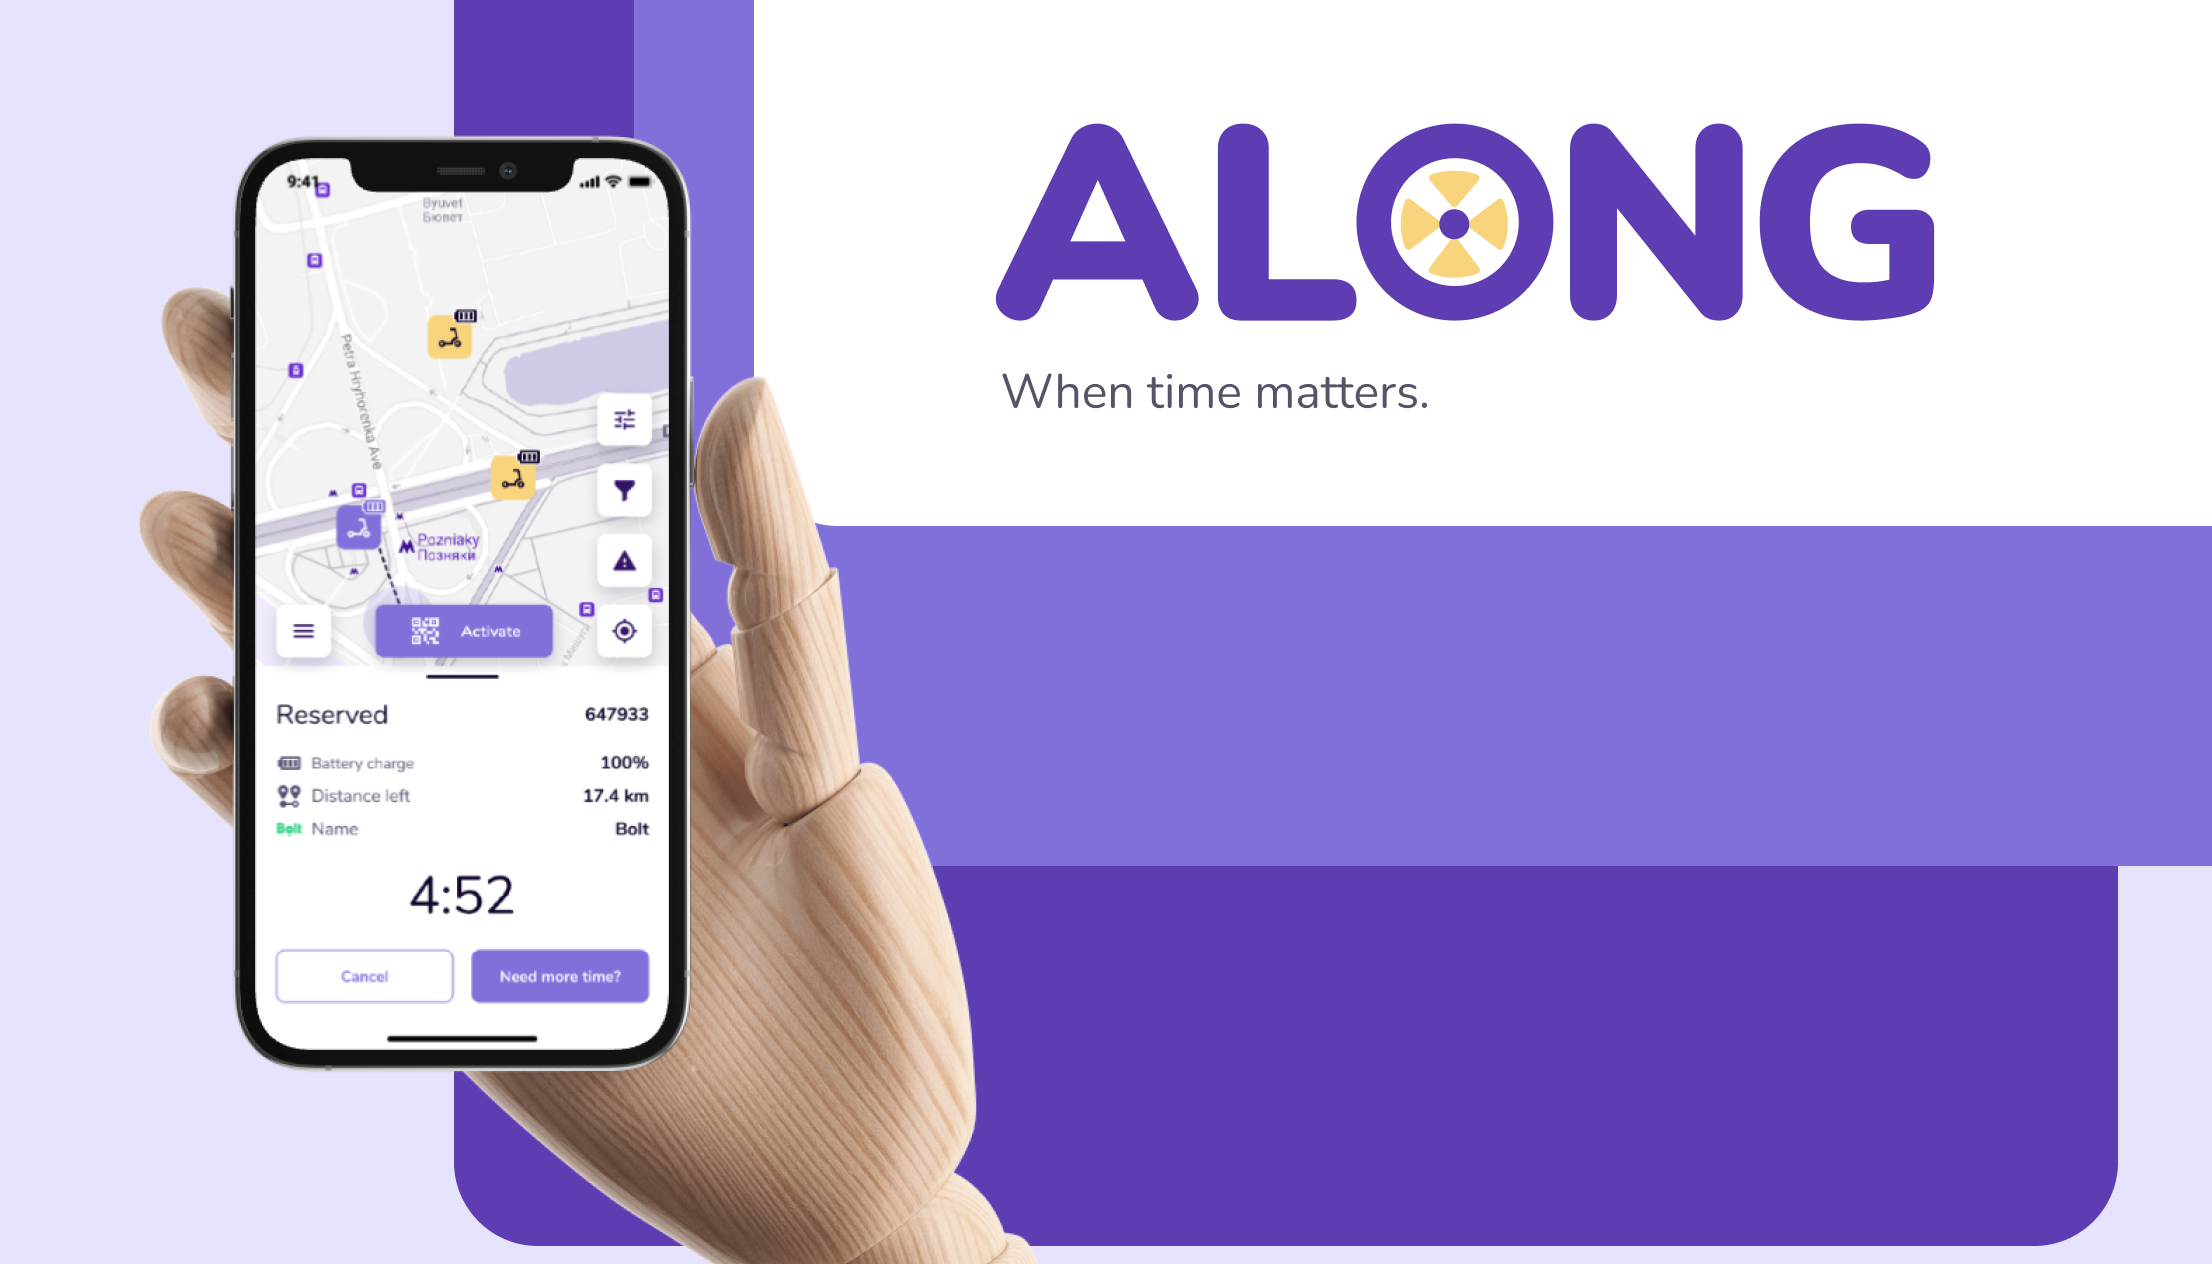 ALONG
When time matters.
9:41
Byuvet
Бювет
Petra Hryhorenka Ave
Pozniaky
Позняки
Activate
Reserved
647933
Battery charge
100%
Distance left
17.4 km
Bolt
Name
Bolt
4:52
Cancel
Need more time?